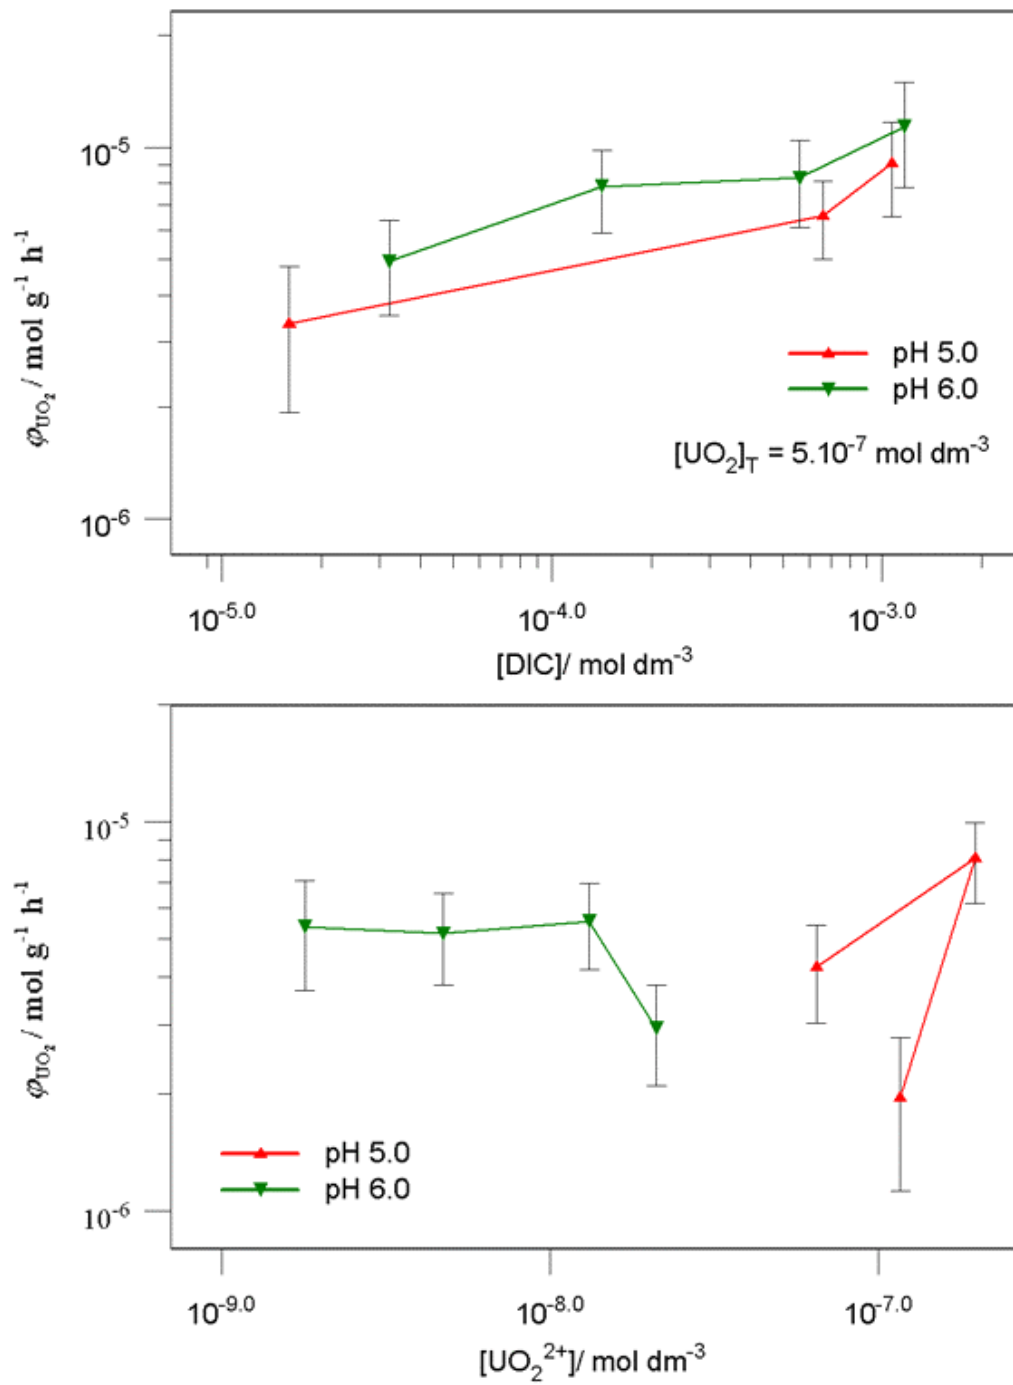 φUO₂ / mol g⁻¹ h⁻¹
10⁻⁵
10⁻⁶
pH 5.0
pH 6.0
[UO₂]T = 5.10⁻⁷ mol dm⁻³
10⁻⁵·⁰ 10⁻⁴·⁰ 10⁻³·⁰
[DIC]/ mol dm⁻³
φUO₂ / mol g⁻¹ h⁻¹
10⁻⁵
10⁻⁶
pH 5.0
pH 6.0
10⁻⁹·⁰ 10⁻⁸·⁰ 10⁻⁷·⁰
[UO₂²⁺]/ mol dm⁻³